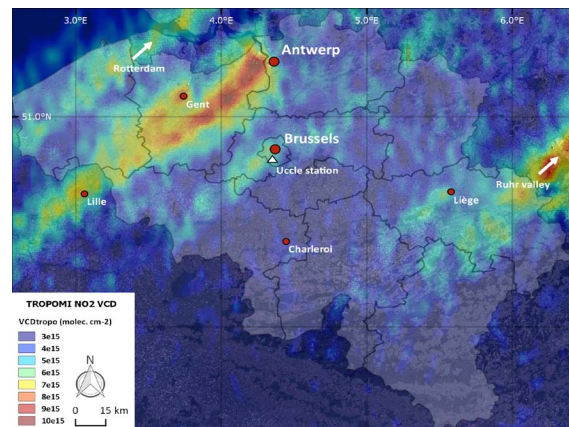 3.0°E 4.0°E 5.0°E 6.0°E
Antwerp
Rotterdam
Gent
51.0°N
Brussels
Uccle station
Ruhr valley
Lille
Liège
Charleroi
TROPOMI NO2 VCD
VCDtropo (molec. cm-2)
3e15
4e15
5e15
6e15
7e15
8e15
9e15
10e15
N
0 15 km